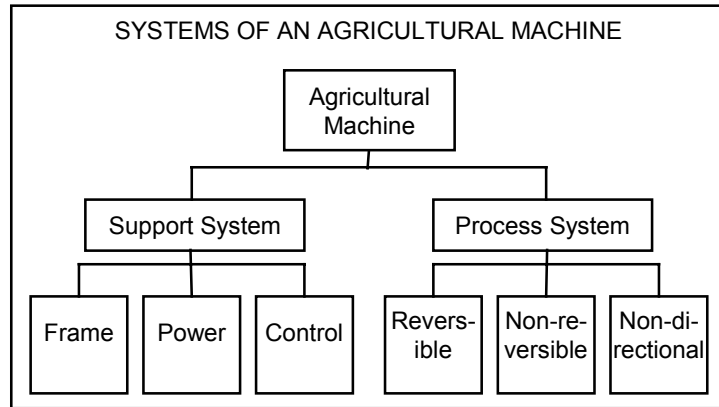 SYSTEMS OF AN AGRICULTURAL MACHINE
Agricultural
Machine
Support System
Process System
Frame
Power
Control
Revers-
ible
Non-re-
versible
Non-di-
rectional